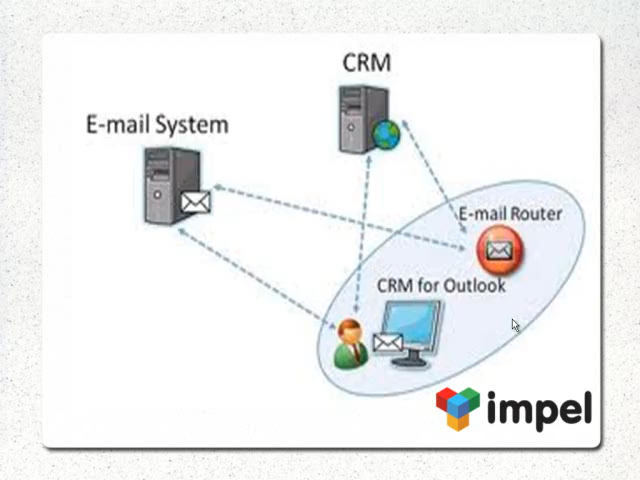 CRM
E-mail System
E-mail Router
CRM for Outlook
impel